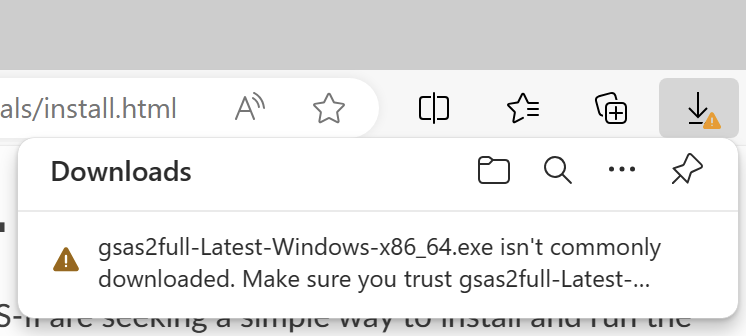 als/install.html
Downloads
gsas2full-Latest-Windows-x86_64.exe isn't commonly
downloaded. Make sure you trust gsas2full-Latest-...
S-II are seeking a simple way to install and run the